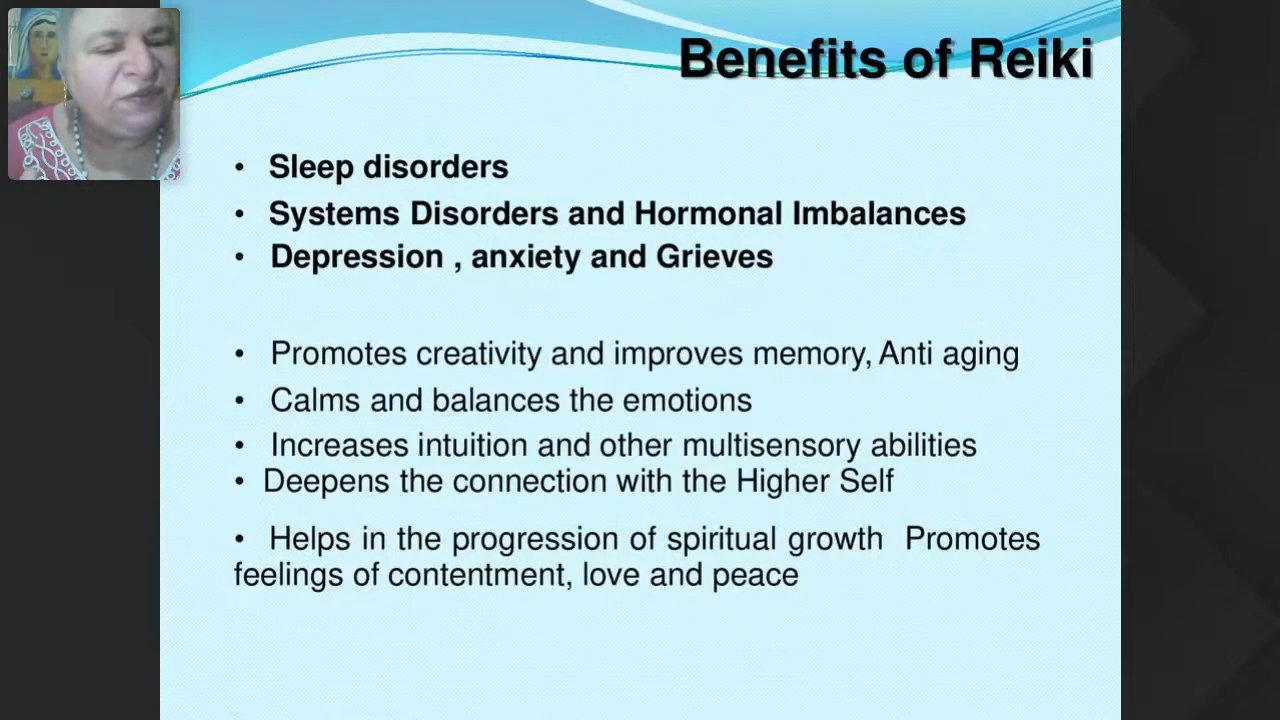 Benefits of Reiki
• Sleep disorders
• Systems Disorders and Hormonal Imbalances
• Depression , anxiety and Grieves
• Promotes creativity and improves memory, Anti aging
• Calms and balances the emotions
• Increases intuition and other multisensory abilities
• Deepens the connection with the Higher Self
• Helps in the progression of spiritual growth Promotes
feelings of contentment, love and peace